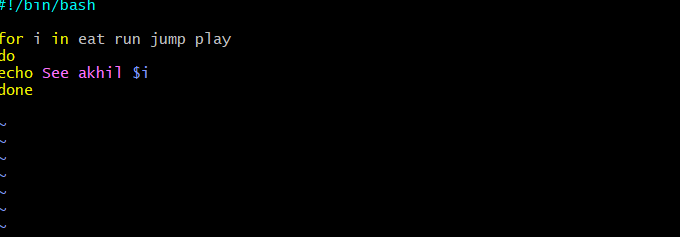 #!/bin/bash
for i in eat run jump play
do
echo See akhil $i
done
~
~
~
~
~
~
~